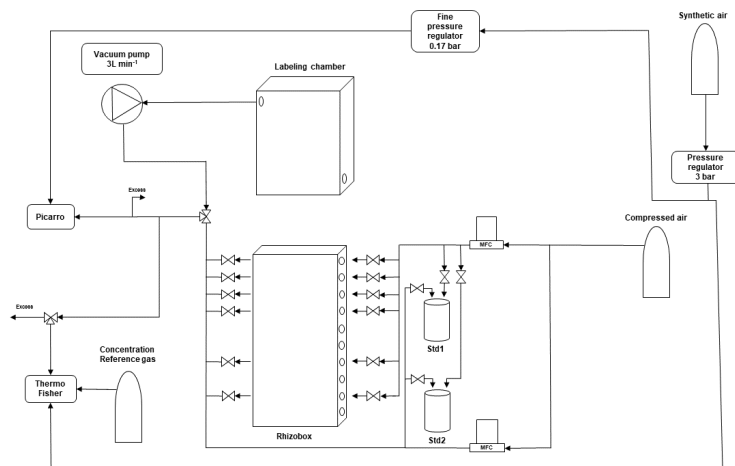 Fine
pressure
regulator
0.17 bar
Synthetic air
Vacuum pump
3L min⁻¹
Labeling chamber
Pressure
regulator
3 bar
Excess
Picarro
Compressed air
MFC
Excess
Std1
Concentration
Reference gas
Thermo
Fisher
Std2
Rhizobox
MFC